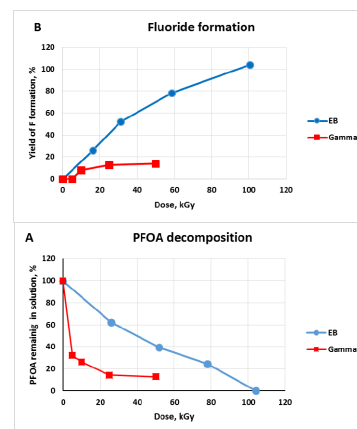 B
Fluoride formation
120
100
80
60
40
20
0
0 20 40 60 80 100 120
Yield of F formation, %
Dose, kGy
EB
Gamma
A
PFOA decomposition
120
100
80
60
40
20
0
0 20 40 60 80 100 120
PFOA remainig in solution, %
Dose, kGy
EB
Gamma